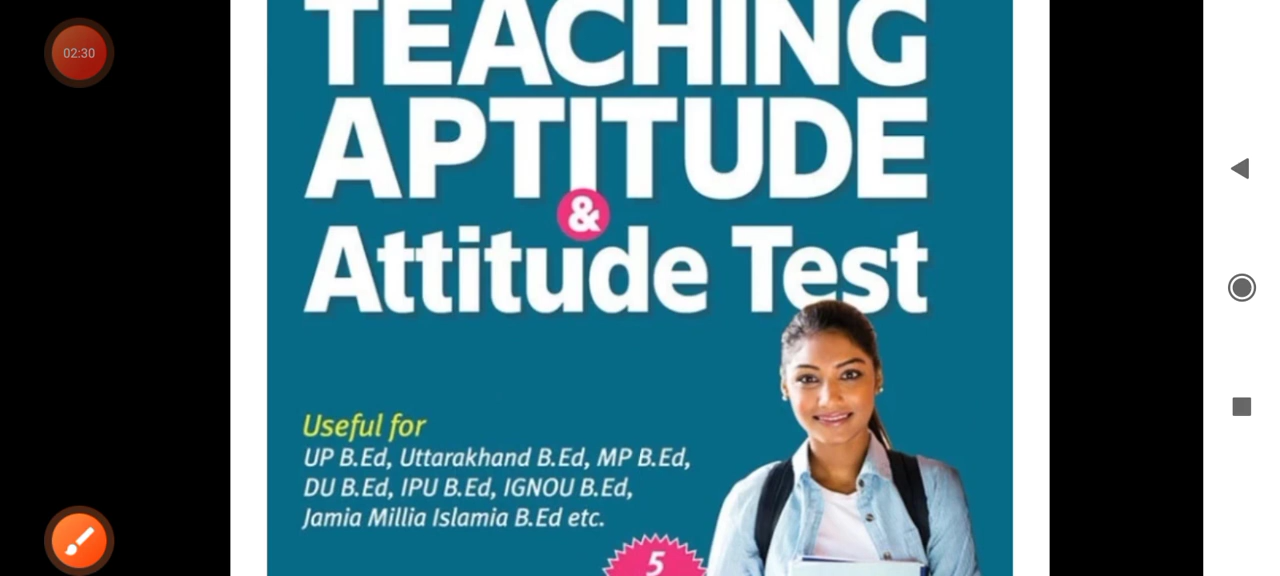 02:30
TEACHING
APTITUDE
&
Attitude Test
Useful for
UP B.Ed, Uttarakhand B.Ed, MP B.Ed,
DU B.Ed, IPU B.Ed, IGNOU B.Ed,
Jamia Millia Islamia B.Ed etc.
5